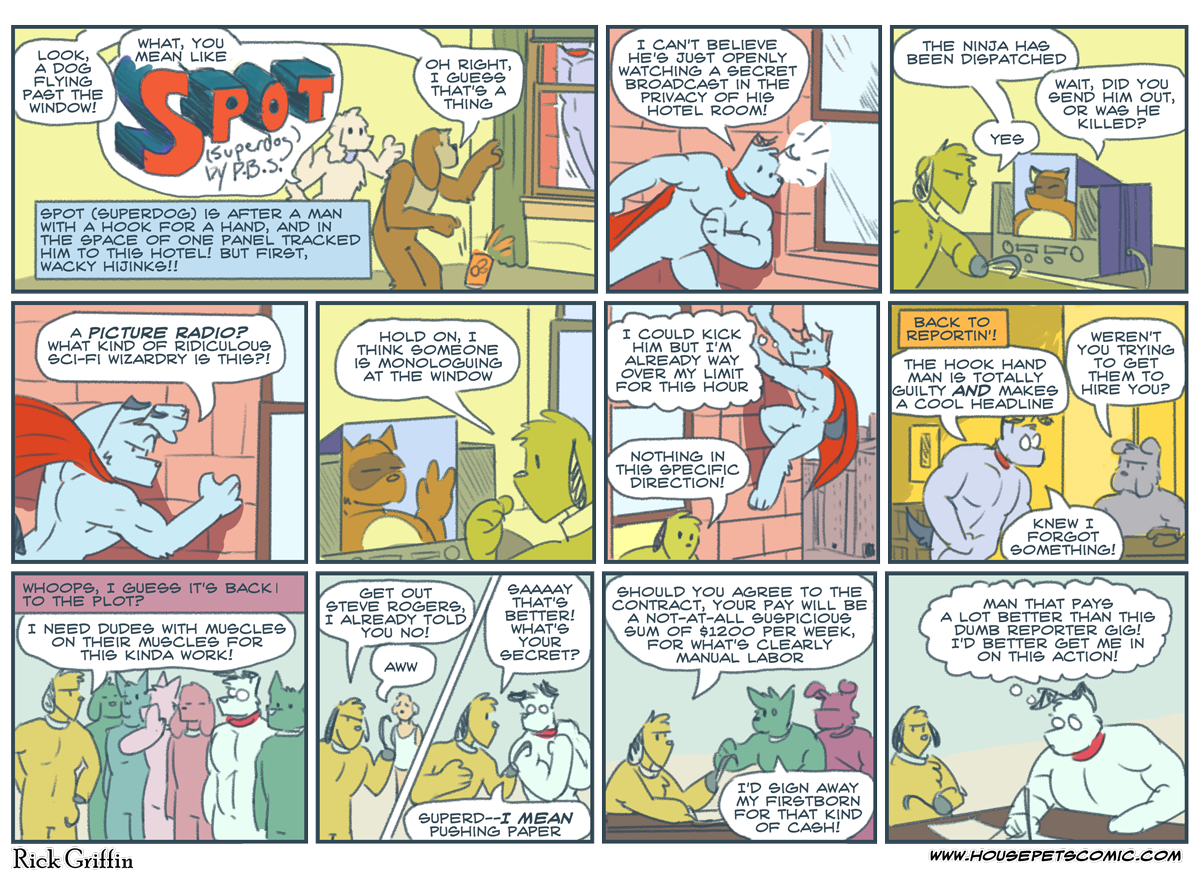 LOOK,
A DOG
FLYING
PAST THE
WINDOW!
WHAT, YOU
MEAN LIKE
SPOT
(superdog)
by P.B.S.
OH RIGHT,
I GUESS
THAT'S A
THING
SPOT (SUPERDOG) IS AFTER A MAN
WITH A HOOK FOR A HAND, AND IN
THE SPACE OF ONE PANEL TRACKED
HIM TO THIS HOTEL! BUT FIRST,
WACKY HIJINKS!!
I CAN'T BELIEVE
HE'S JUST OPENLY
WATCHING A SECRET
BROADCAST IN THE
PRIVACY OF HIS
HOTEL ROOM!
THE NINJA HAS
BEEN DISPATCHED
WAIT, DID YOU
SEND HIM OUT,
OR WAS HE
KILLED?
YES
A PICTURE RADIO?
WHAT KIND OF RIDICULOUS
SCI-FI WIZARDRY IS THIS?!
HOLD ON, I
THINK SOMEONE
IS MONOLOGUING
AT THE WINDOW
I COULD KICK
HIM BUT I'M
ALREADY WAY
OVER MY LIMIT
FOR THIS HOUR
NOTHING IN
THIS SPECIFIC
DIRECTION!
BACK TO
REPORTIN'!
THE HOOK HAND
MAN IS TOTALLY
GUILTY AND MAKES
A COOL HEADLINE
WEREN'T
YOU TRYING
TO GET
THEM TO
HIRE YOU?
KNEW I
FORGOT
SOMETHING!
WHOOPS, I GUESS IT'S BACK
TO THE PLOT?
I NEED DUDES WITH MUSCLES
ON THEIR MUSCLES FOR
THIS KINDA WORK!
GET OUT
STEVE ROGERS,
I ALREADY TOLD
YOU NO!
AWW
SAAAAY
THAT'S
BETTER!
WHAT'S
YOUR
SECRET?
SUPERD--I MEAN
PUSHING PAPER
SHOULD YOU AGREE TO THE
CONTRACT, YOUR PAY WILL BE
A NOT-AT-ALL SUSPICIOUS
SUM OF $1200 PER WEEK,
FOR WHAT'S CLEARLY
MANUAL LABOR
I'D SIGN AWAY
MY FIRSTBORN
FOR THAT KIND
OF CASH!
MAN THAT PAYS
A LOT BETTER THAN THIS
DUMB REPORTER GIG!
I'D BETTER GET ME IN
ON THIS ACTION!
Rick Griffin
WWW.HOUSEPETSCOMIC.COM